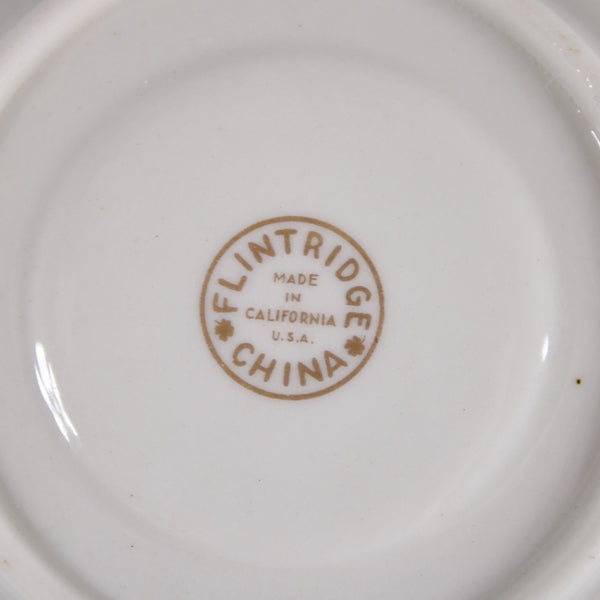 FLINTRIDGE
MADE
IN
CALIFORNIA
U.S.A.
CHINA